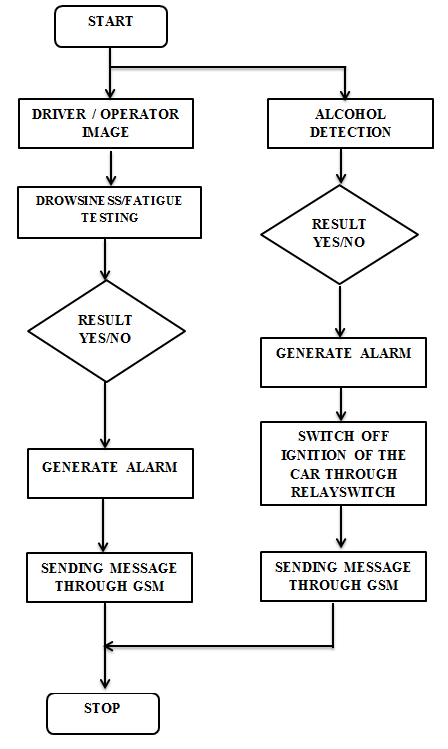 START
DRIVER / OPERATOR
IMAGE
DROWSINESS/FATIGUE
TESTING
RESULT
YES/NO
GENERATE ALARM
SENDING MESSAGE
THROUGH GSM
ALCOHOL
DETECTION
RESULT
YES/NO
GENERATE ALARM
SWITCH OFF
IGNITION OF THE
CAR THROUGH
RELAYSWITCH
SENDING MESSAGE
THROUGH GSM
STOP